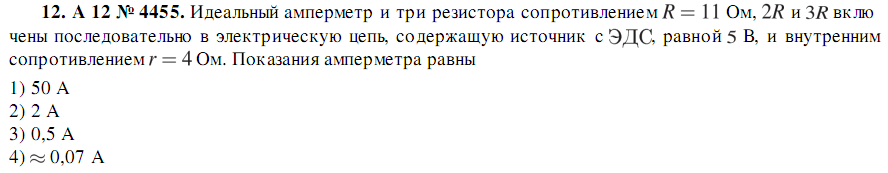 12. А 12 № 4455. Идеальный амперметр и три резистора сопротивлением R = 11 Ом, 2R и 3R вклю
чены последовательно в электрическую цепь, содержащую источник с ЭДС, равной 5 В, и внутренним
сопротивлением r = 4 Ом. Показания амперметра равны
1) 50 А
2) 2 А
3) 0,5 А
4) ≈ 0,07 А